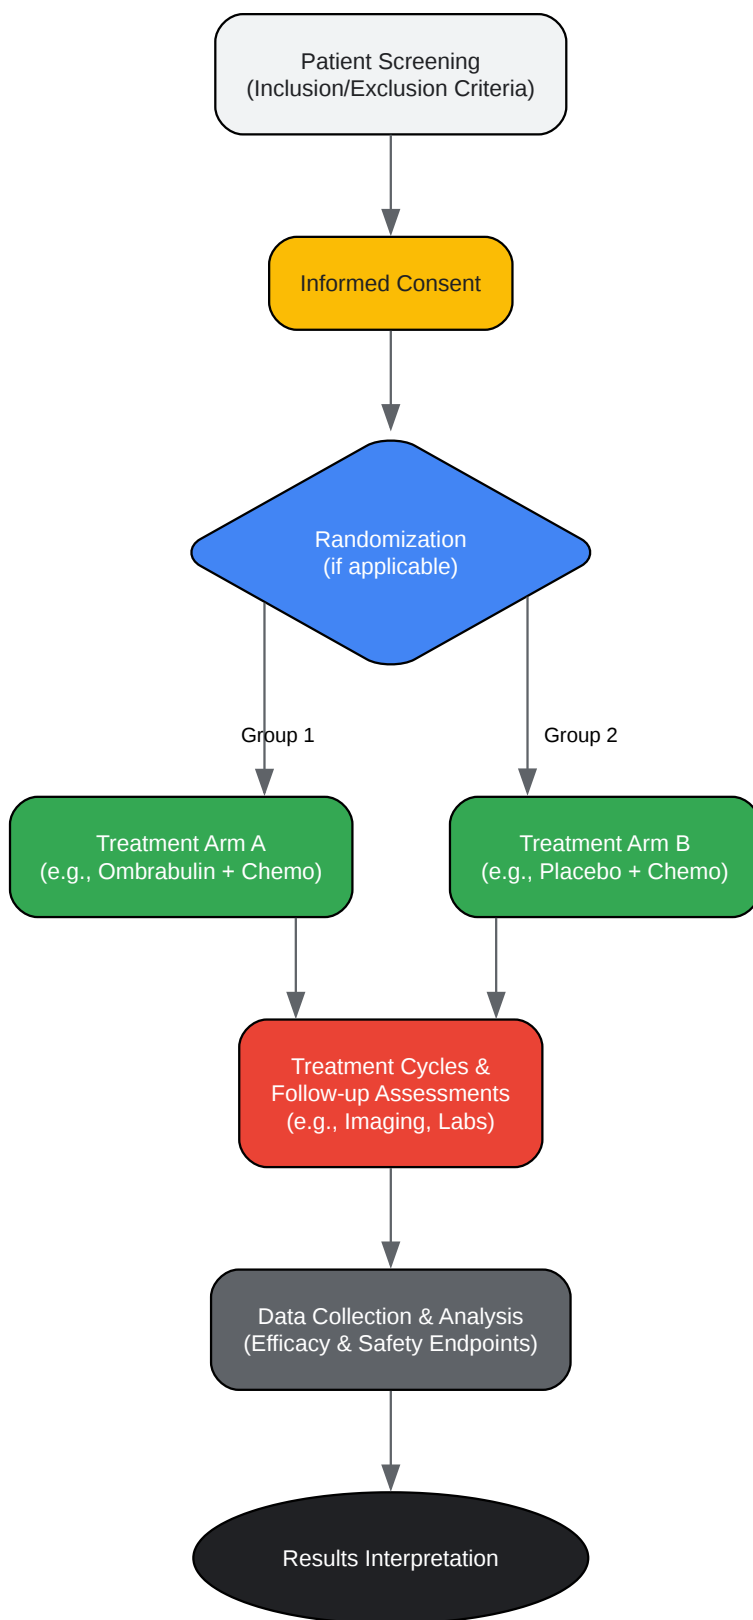 Patient Screening
(Inclusion/Exclusion Criteria)
Informed Consent
Randomization
(if applicable)
Group 1
Group 2
Treatment Arm A
(e.g., Ombrabulin + Chemo)
Treatment Arm B
(e.g., Placebo + Chemo)
Treatment Cycles &
Follow-up Assessments
(e.g., Imaging, Labs)
Data Collection & Analysis
(Efficacy & Safety Endpoints)
Results Interpretation